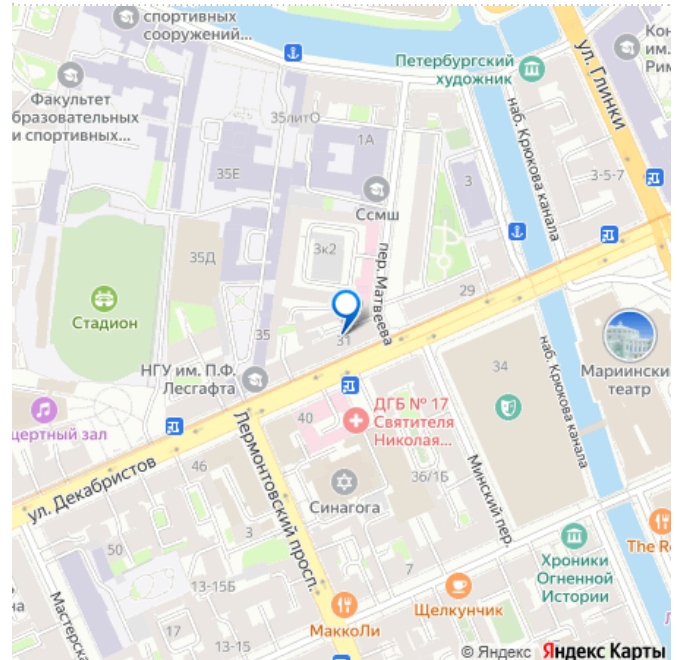 спортивных
сооружений...
Факультет
бразовательных
и спортивных...
35литО
1А
35Е
Ссмш
3к2
35Д
Стадион
35
31
НГУ им. П.Ф.
Лесгафта
цертный зал
ул. Декабристов
46
50
Мастерска
17
3
13-15Б
13-15
Лермонтовский просп.
40
ДГБ № 17
Святителя
Николая...
Синагога
36/1Б
7
МаккоЛи
Щелкунчик
Минский пер.
34
29
пер. Матвеева
3
Петербургский
художник
наб. Крюкова канала
ул. Глинки
Кон
им.
Рим
3-5-7
Мариински
театр
наб. Крюкова канала
The R
Хроники
Огненной
Истории
на
© Яндекс Яндекс Карты